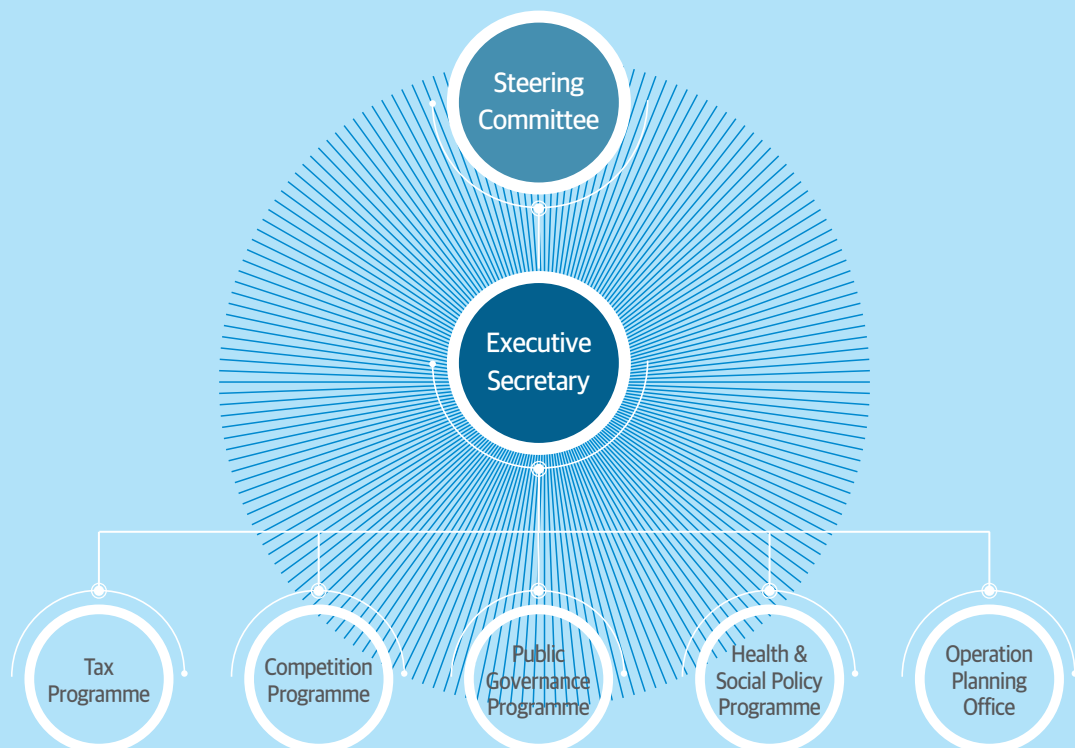 Steering
Committee
Executive
Secretary
Tax
Programme
Competition
Programme
Public
Governance
Programme
Health &
Social Policy
Programme
Operation
Planning
Office